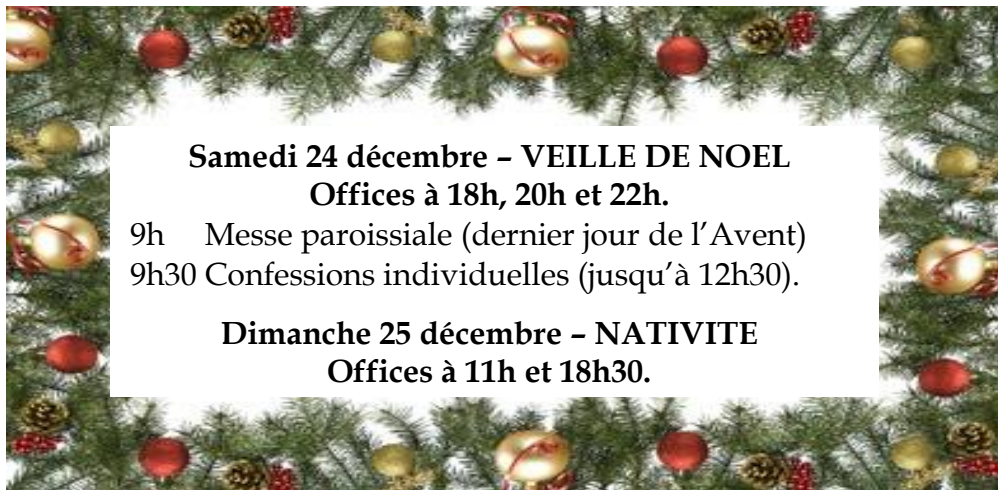 Samedi 24 décembre – VEILLE DE NOEL
Offices à 18h, 20h et 22h.
9h Messe paroissiale (dernier jour de l’Avent)
9h30 Confessions individuelles (jusqu’à 12h30).
Dimanche 25 décembre – NATIVITE
Offices à 11h et 18h30.